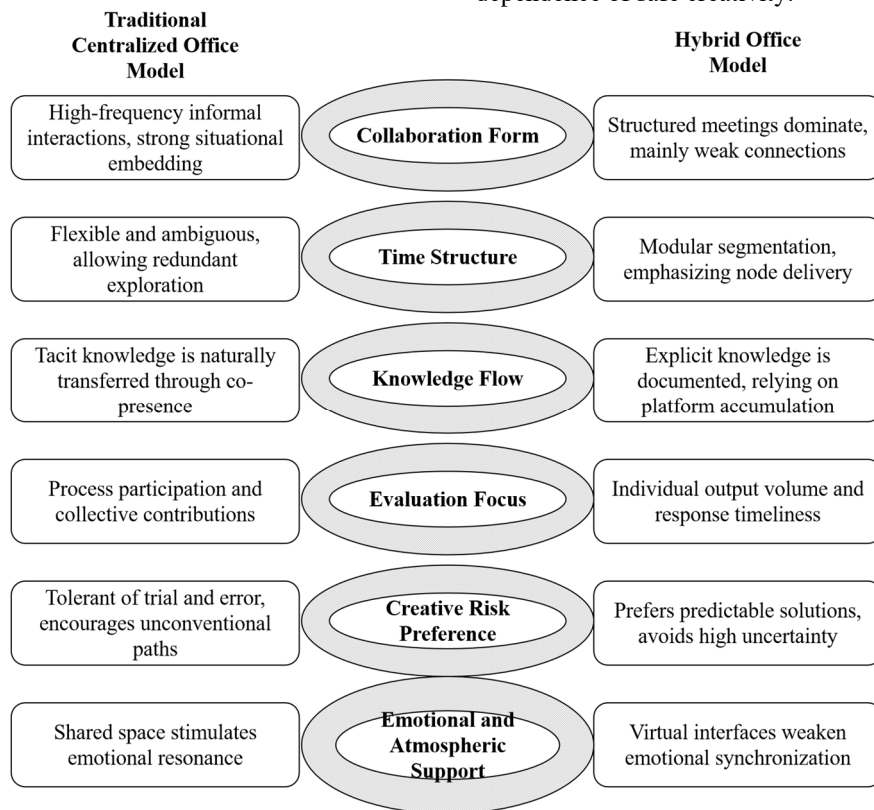 dependence of safe creativity.
Traditional
Centralized Office
Model
Hybrid Office
Model
High-frequency informal
interactions, strong situational
embedding
Collaboration Form
Structured meetings dominate,
mainly weak connections
Flexible and ambiguous,
allowing redundant
exploration
Time Structure
Modular segmentation,
emphasizing node delivery
Tacit knowledge is naturally
transferred through co-
presence
Knowledge Flow
Explicit knowledge is
documented, relying on
platform accumulation
Process participation and
collective contributions
Evaluation Focus
Individual output volume and
response timeliness
Tolerant of trial and error,
encourages unconventional
paths
Creative Risk
Preference
Prefers predictable solutions,
avoids high uncertainty
Shared space stimulates
emotional resonance
Emotional and
Atmospheric
Support
Virtual interfaces weaken
emotional synchronization